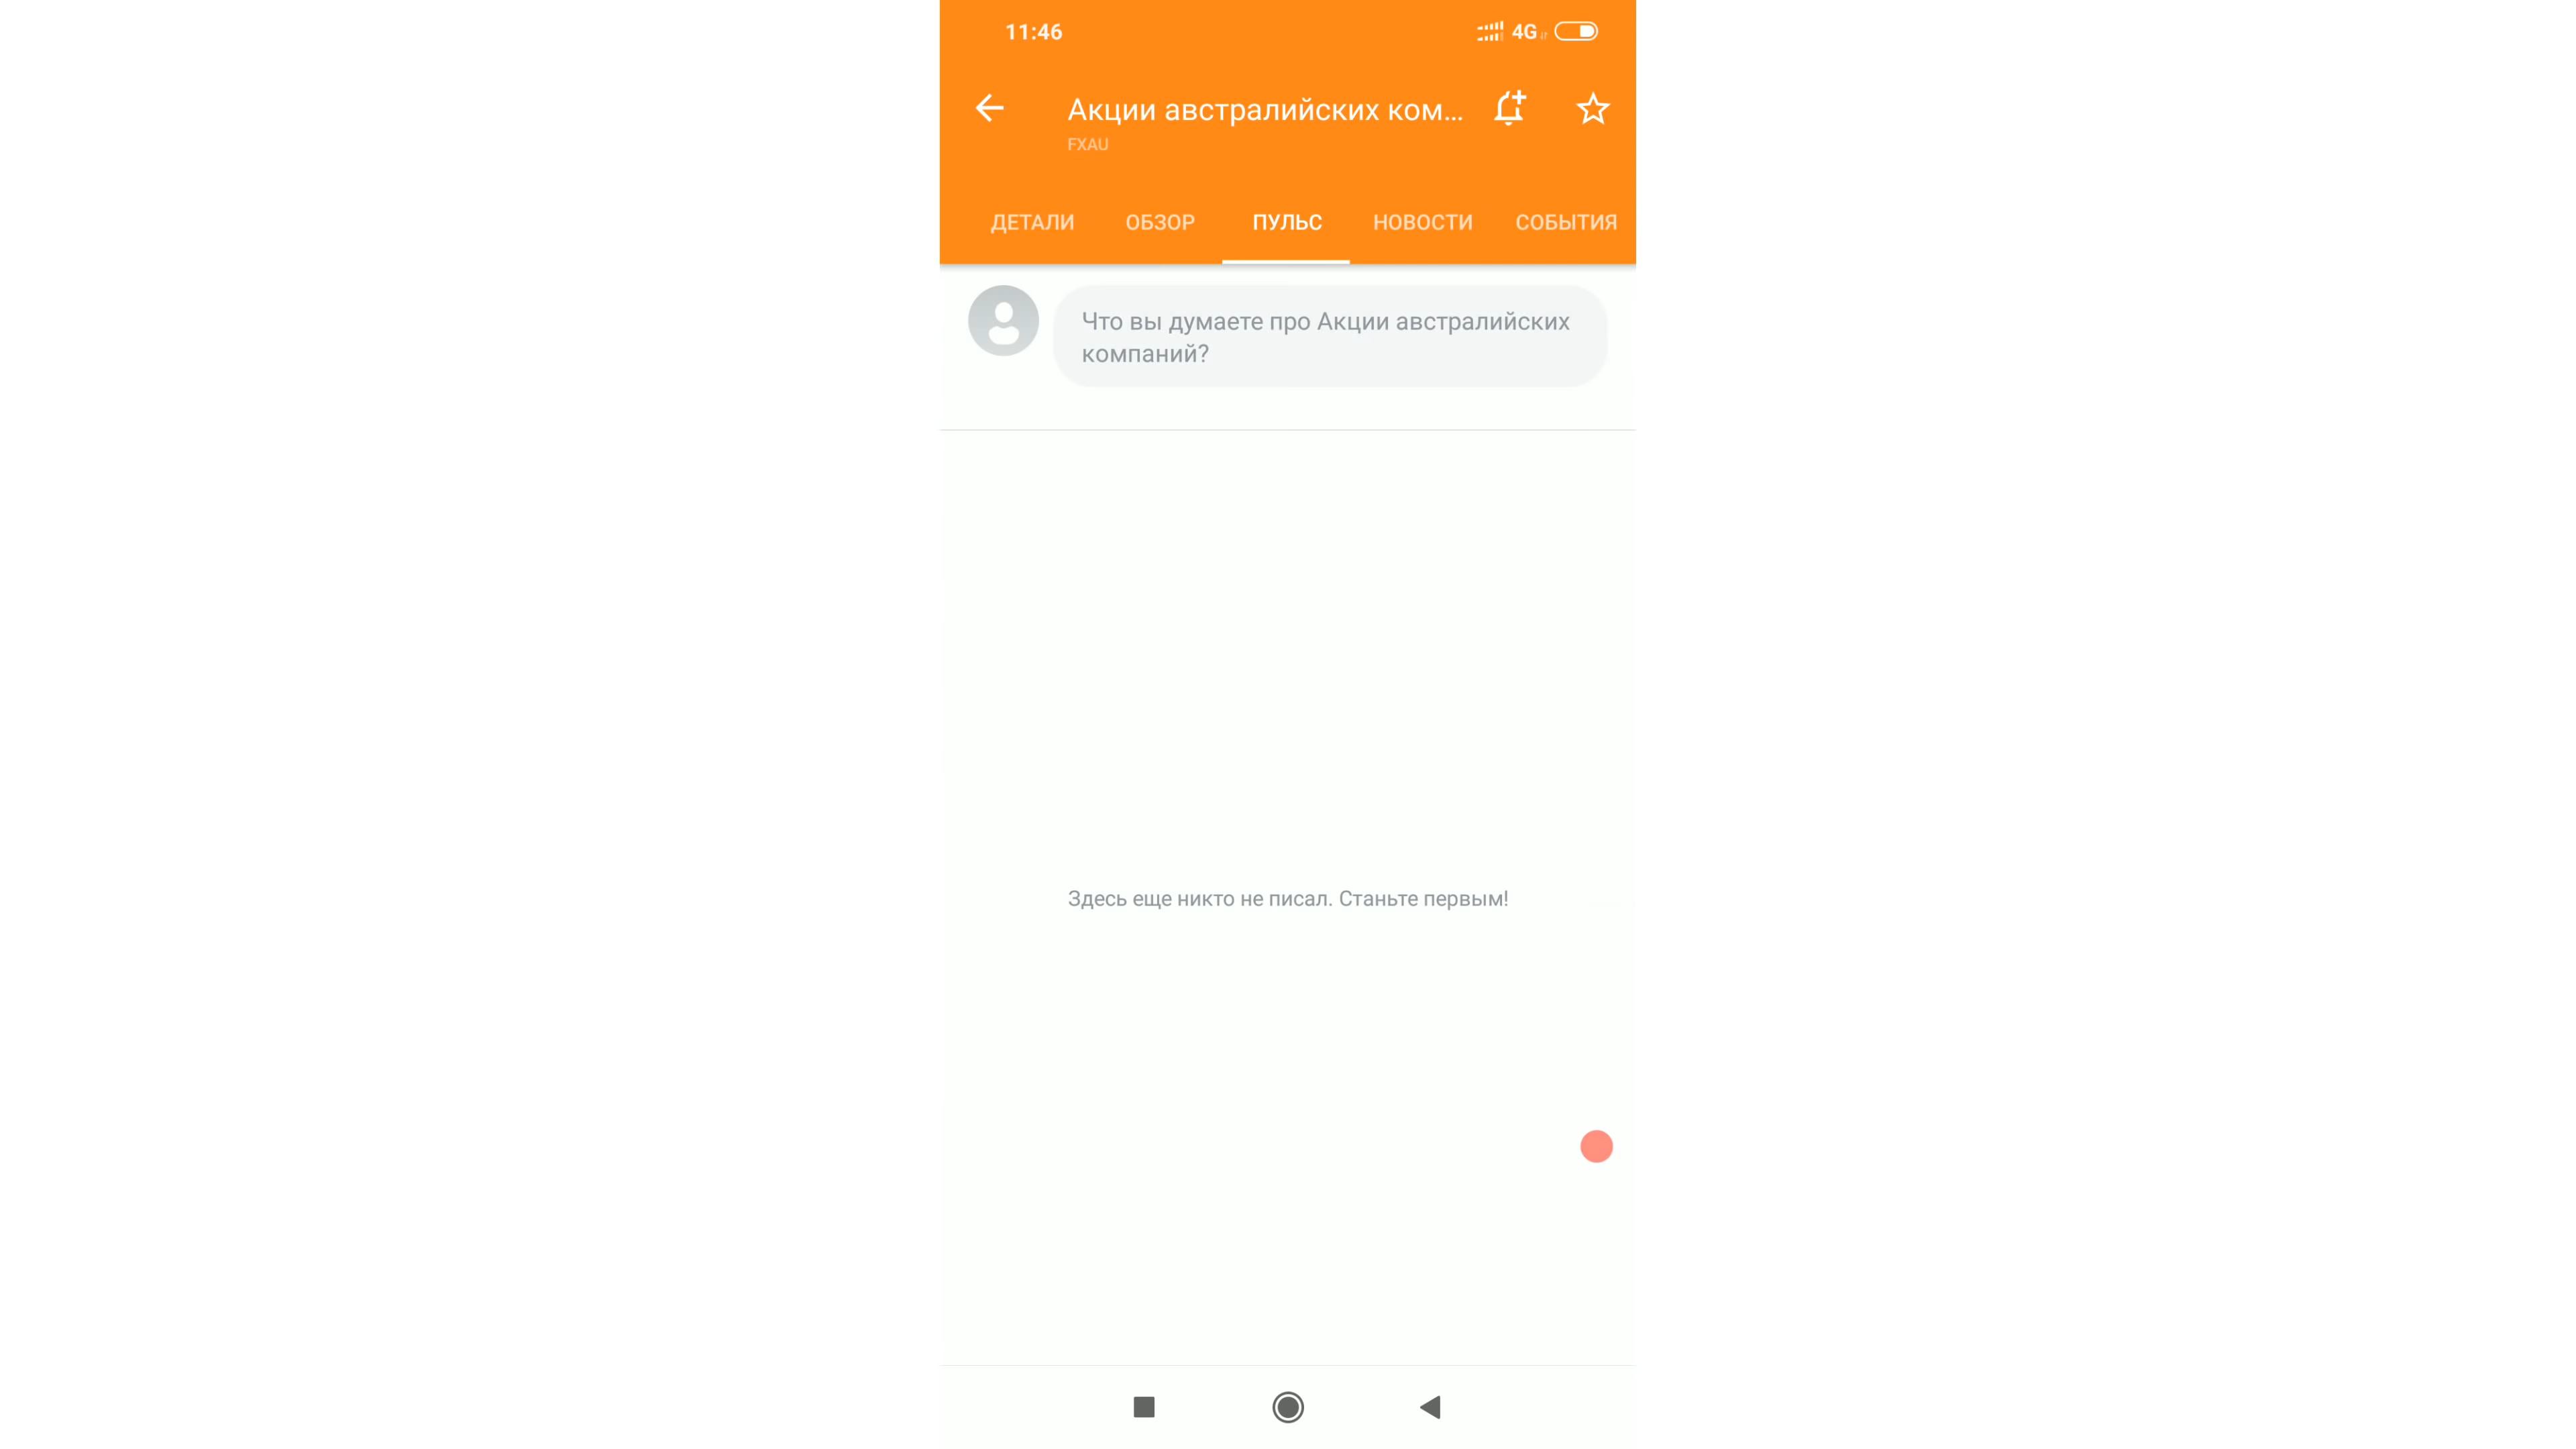 11:46
4G
Акции австралийских ком...
FXAU
ДЕТАЛИ ОБЗОР ПУЛЬС НОВОСТИ СОБЫТИЯ
Что вы думаете про Акции австралийских
компаний?
Здесь еще никто не писал. Станьте первым!